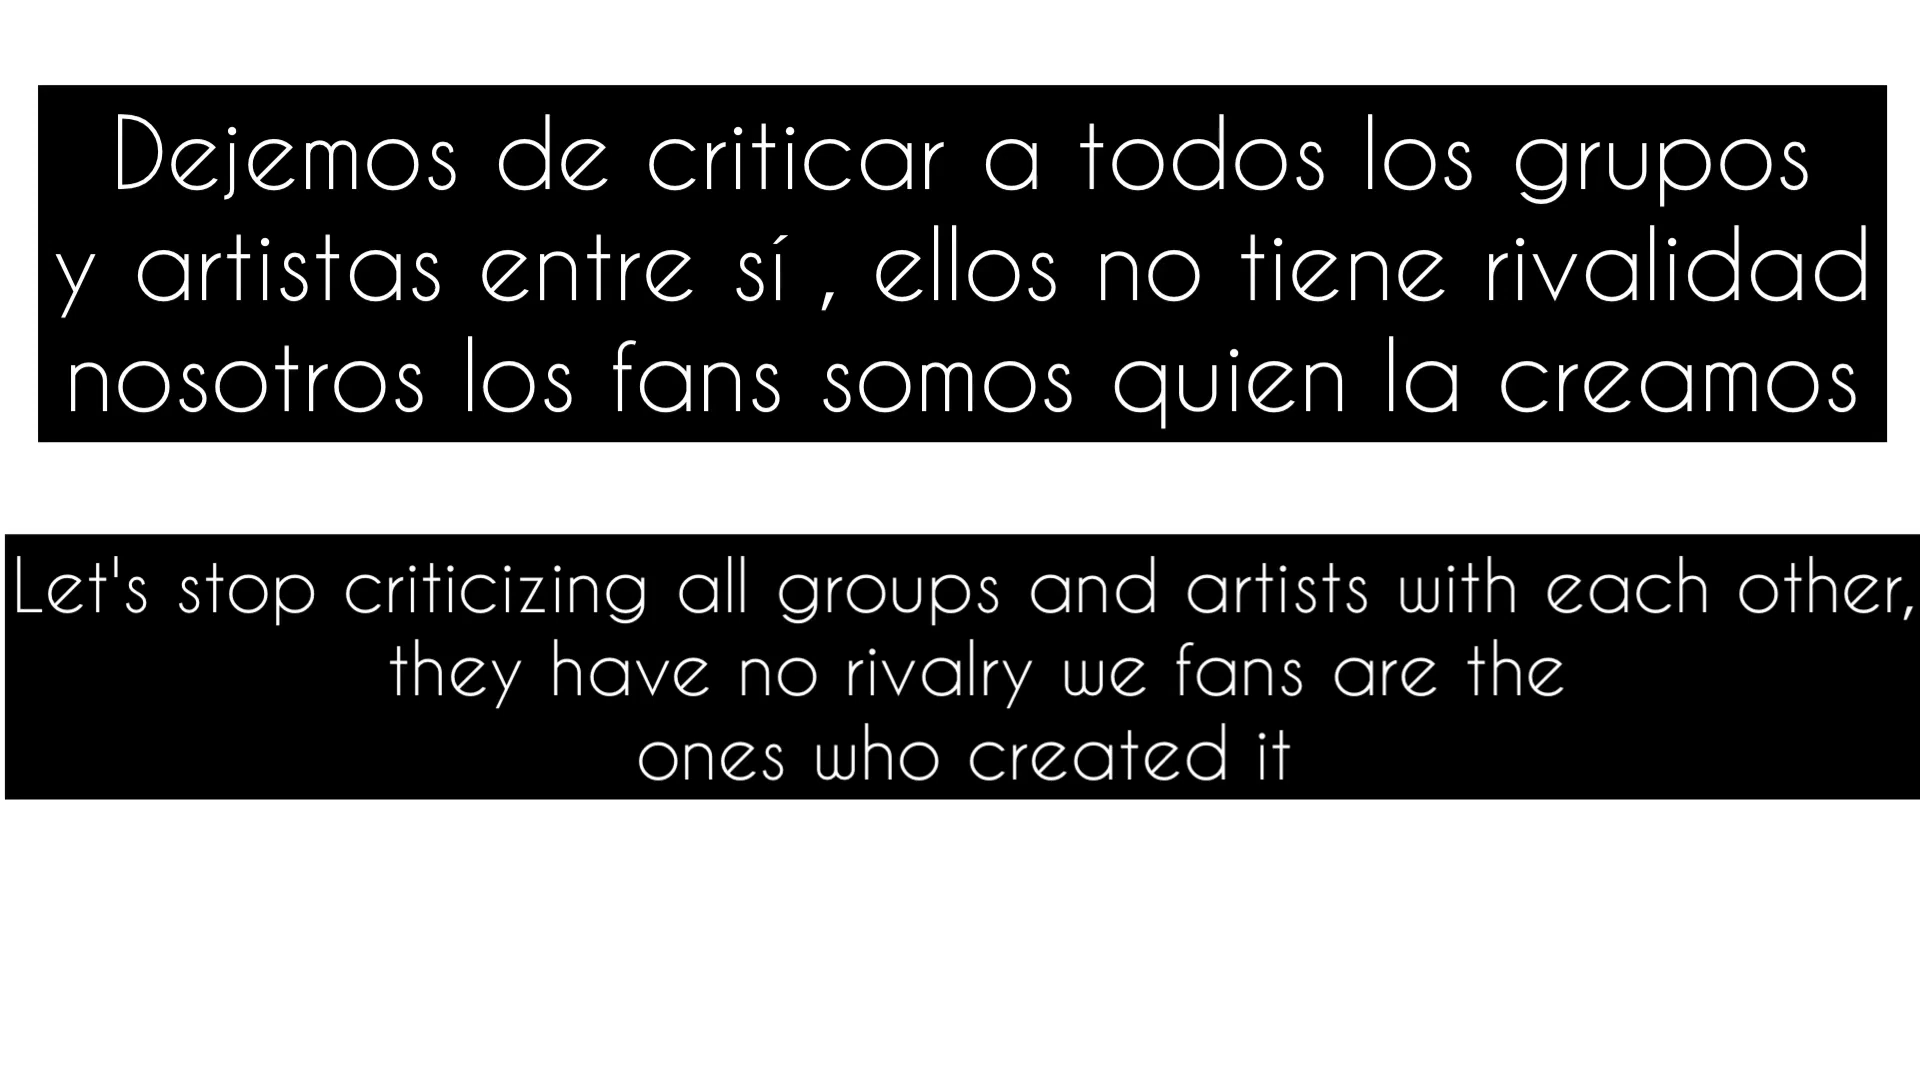 Dejemos de criticar a todos los grupos
y artistas entre sí , ellos no tiene rivalidad
nosotros los fans somos quien la creamos
Let's stop criticizing all groups and artists with each other,
they have no rivalry we fans are the
ones who created it